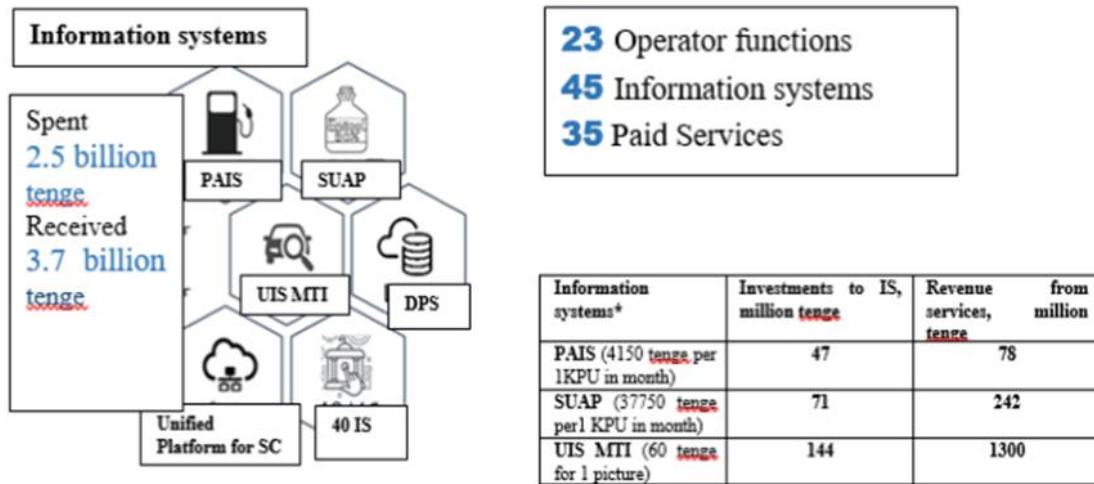 Information systems
Spent
2.5 billion
tenge
Received
3.7 billion
tenge
PAIS
SUAP
UIS MTI
DPS
Unified
Platform for SC
40 IS
23 Operator functions
45 Information systems
35 Paid Services
Information systems*
Investments to IS, million tenge
Revenue from services, million tenge
PAIS (4150 tenge per 1KPU in month)
47
78
SUAP (37750 tenge per1 KPU in month)
71
242
UIS MTI (60 tenge for 1 picture)
144
1300